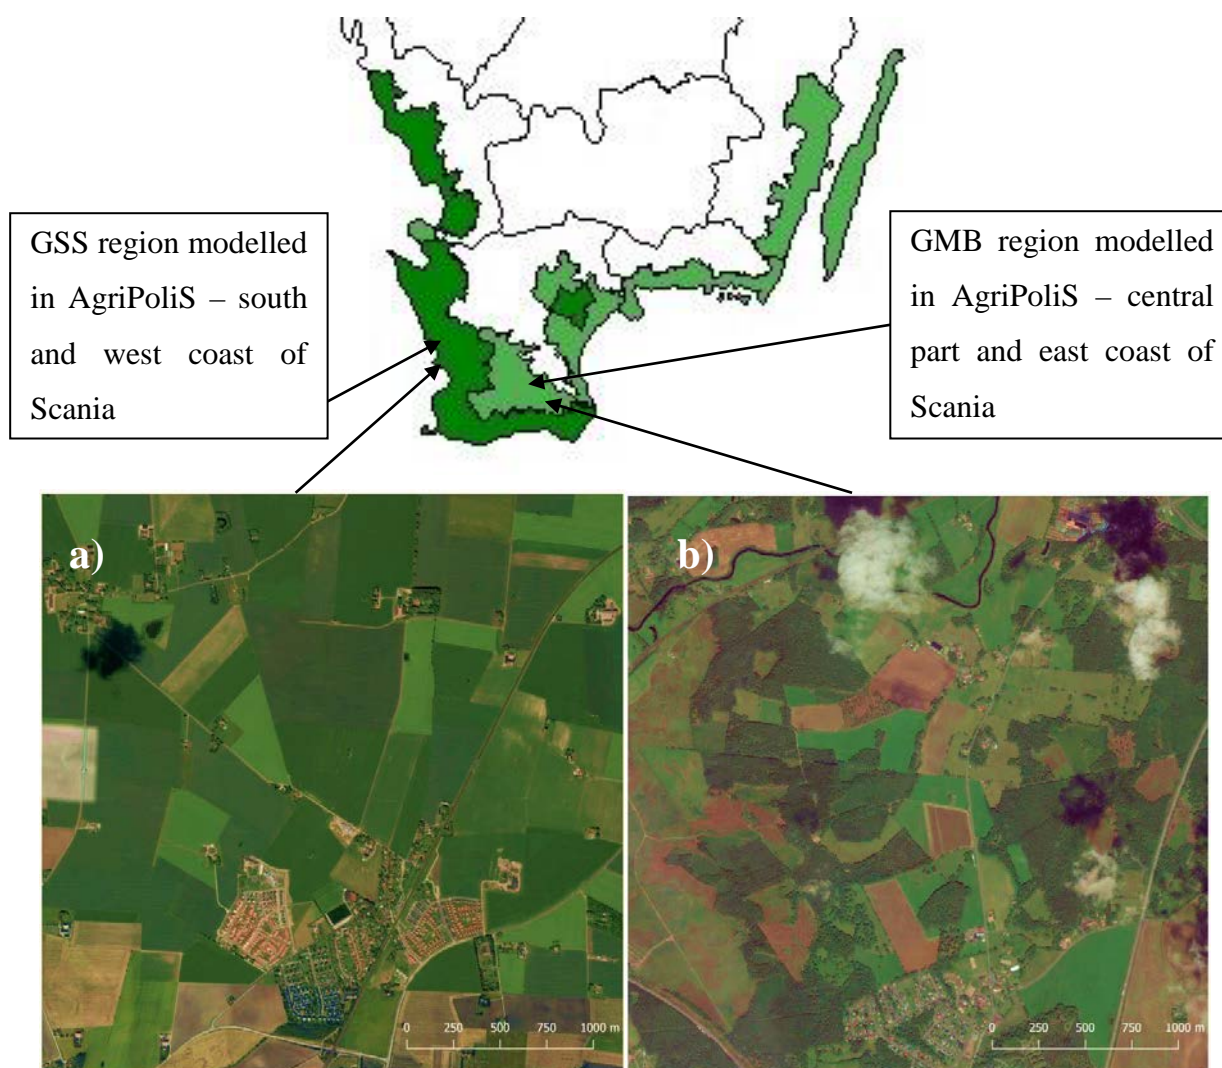 GSS region modelled
in AgriPoliS – south
and west coast of
Scania
GMB region modelled
in AgriPoliS – central
part and east coast of
Scania
a)
b)
0 250 500 750 1000 m
0 250 500 750 1000 m